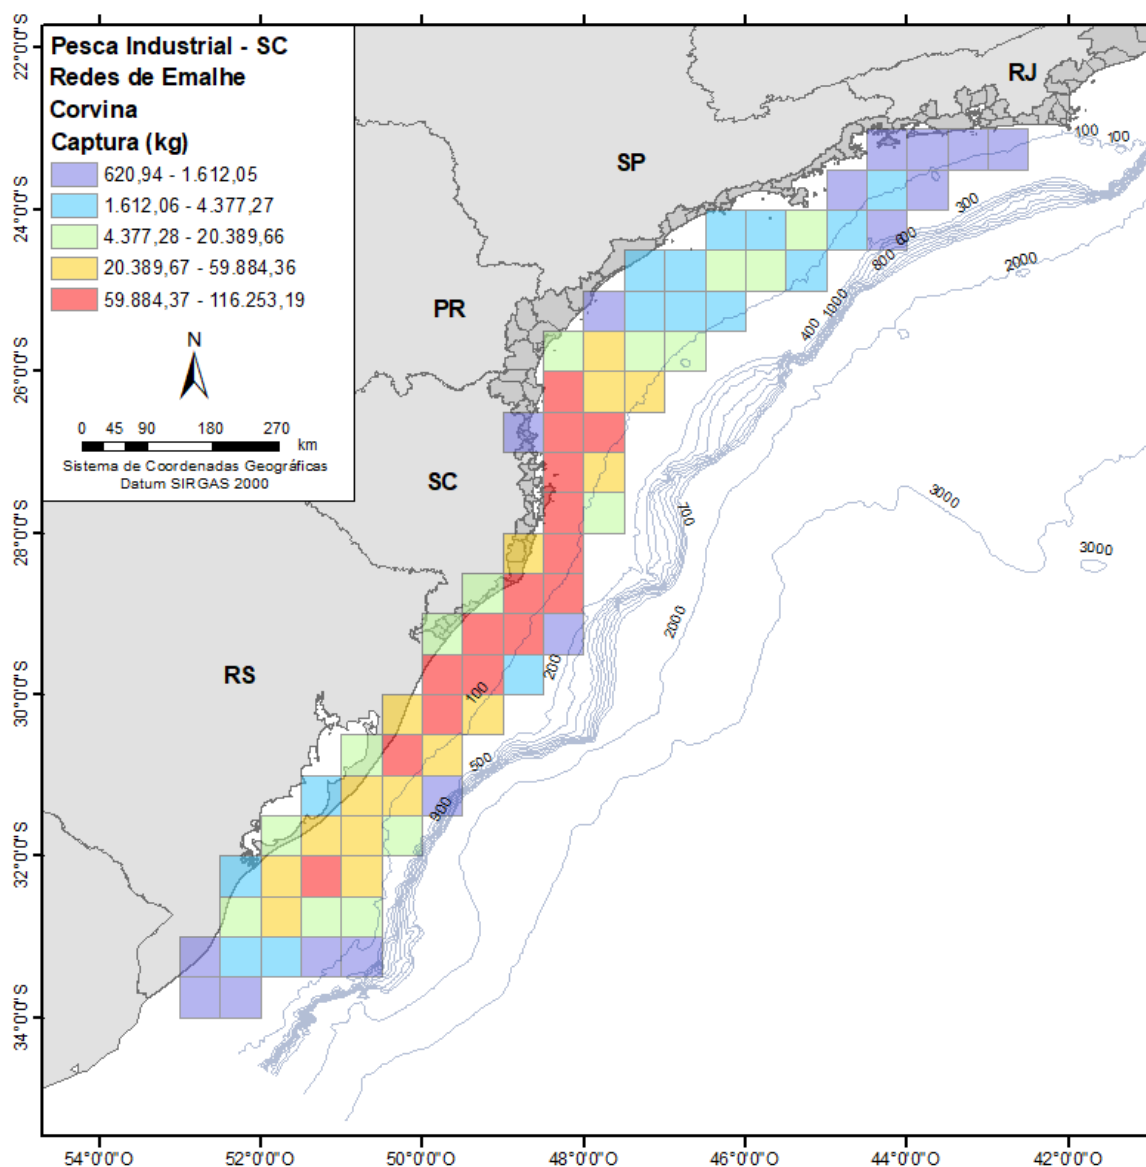 Pesca Industrial - SC
Redes de Emalhe
Corvina
Captura (kg)
620,94 - 1.612,05
1.612,06 - 4.377,27
4.377,28 - 20.389,66
20.389,67 - 59.884,36
59.884,37 - 116.253,19
N
0 45 90 180 270
km
Sistema de Coordenadas Geográficas
Datum SIRGAS 2000
RJ
SP
PR
SC
RS
100
100
300
600
800
2000
1000
400
700
3000
3000
2000
200
100
500
900
22°0'0"S
24°0'0"S
26°0'0"S
28°0'0"S
30°0'0"S
32°0'0"S
34°0'0"S
54°0'0"O 52°0'0"O 50°0'0"O 48°0'0"O 46°0'0"O 44°0'0"O 42°0'0"O